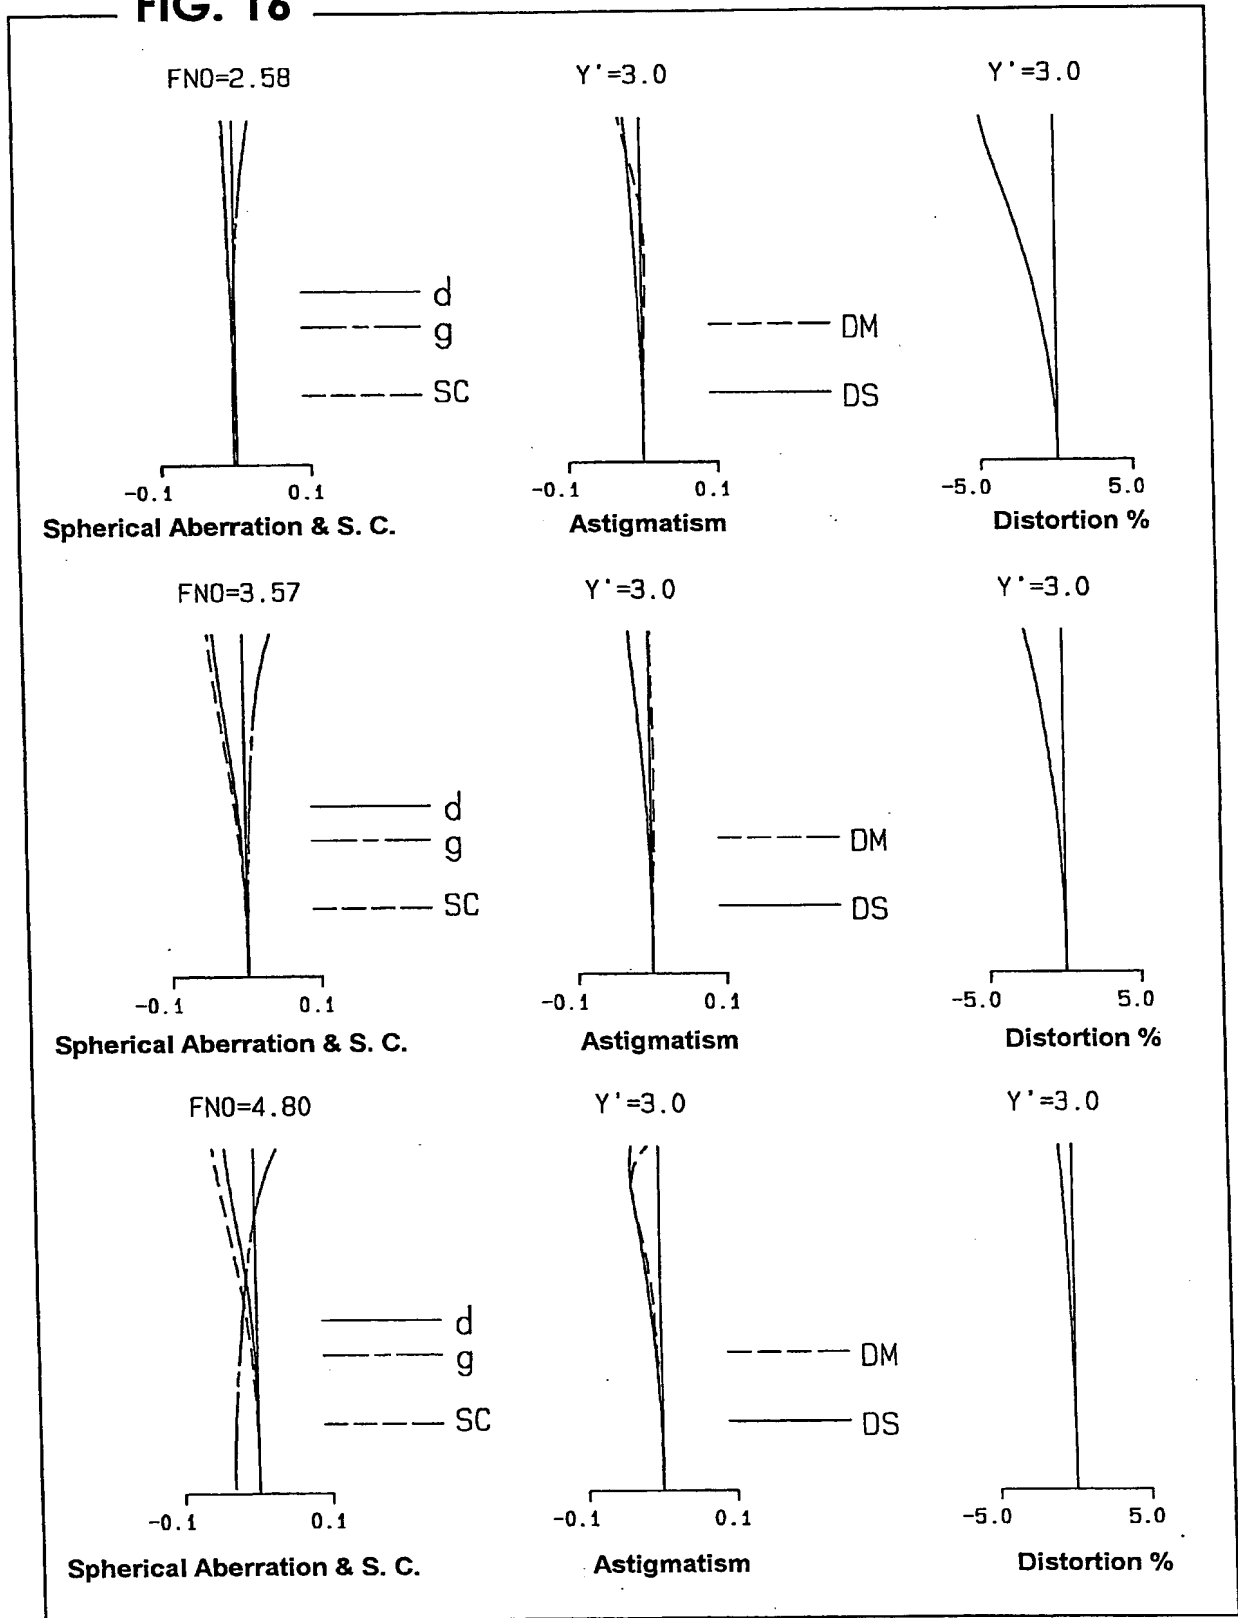 FIG. 16
FNO=2.58 Y'=3.0 Y'=3.0
d
g
SC
DM
DS
-0.1 0.1 -0.1 0.1 -5.0 5.0
Spherical Aberration & S. C. Astigmatism Distortion %
FNO=3.57 Y'=3.0 Y'=3.0
d
g
SC
DM
DS
-0.1 0.1 -0.1 0.1 -5.0 5.0
Spherical Aberration & S. C. Astigmatism Distortion %
FNO=4.80 Y'=3.0 Y'=3.0
d
g
SC
DM
DS
-0.1 0.1 -0.1 0.1 -5.0 5.0
Spherical Aberration & S. C. Astigmatism Distortion %